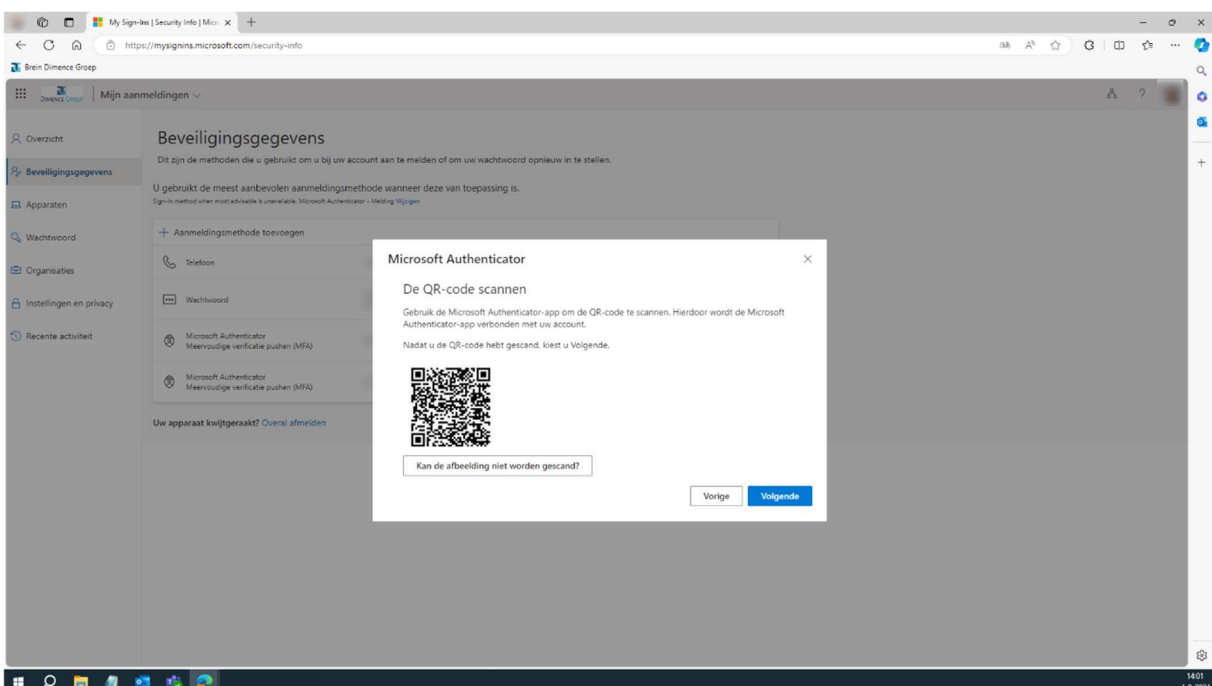 My Sign-Ins | Security Info | Micr
https://mysignins.microsoft.com/security-info
Brein Dimence Groep
Dimence Groep
Mijn aanmeldingen
Overzicht
Beveiligingsgegevens
Apparaten
Wachtwoord
Organisaties
Instellingen en privacy
Recente activiteit
Beveiligingsgegevens
Dit zijn de methoden die u gebruikt om u bij uw account aan te melden of om uw wachtwoord opnieuw in te stellen.
U gebruikt de meest aanbevolen aanmeldingsmethode wanneer deze van toepassing is.
Sign-in method when most advisable is unavailable: Microsoft Authenticator - Melding Wijzigen
+ Aanmeldingsmethode toevoegen
Telefoon
Wachtwoord
Microsoft Authenticator
Meervoudige verificatie pushen (MFA)
Microsoft Authenticator
Meervoudige verificatie pushen (MFA)
Uw apparaat kwijtgeraakt? Overal afmelden
Microsoft Authenticator
De QR-code scannen
Gebruik de Microsoft Authenticator-app om de QR-code te scannen. Hierdoor wordt de Microsoft
Authenticator-app verbonden met uw account.
Nadat u de QR-code hebt gescand, kiest u Volgende.
Kan de afbeelding niet worden gescand?
Vorige
Volgende
14:01